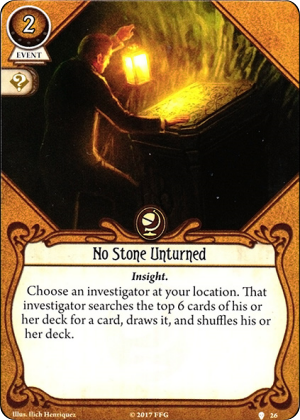 2
EVENT
No Stone Unturned
Insight.
Choose an investigator at your location. That
investigator searches the top 6 cards of his or
her deck for a card, draws it, and shuffles his or
her deck.
Illus. Ilich Henriquez
© 2017 FFG
26